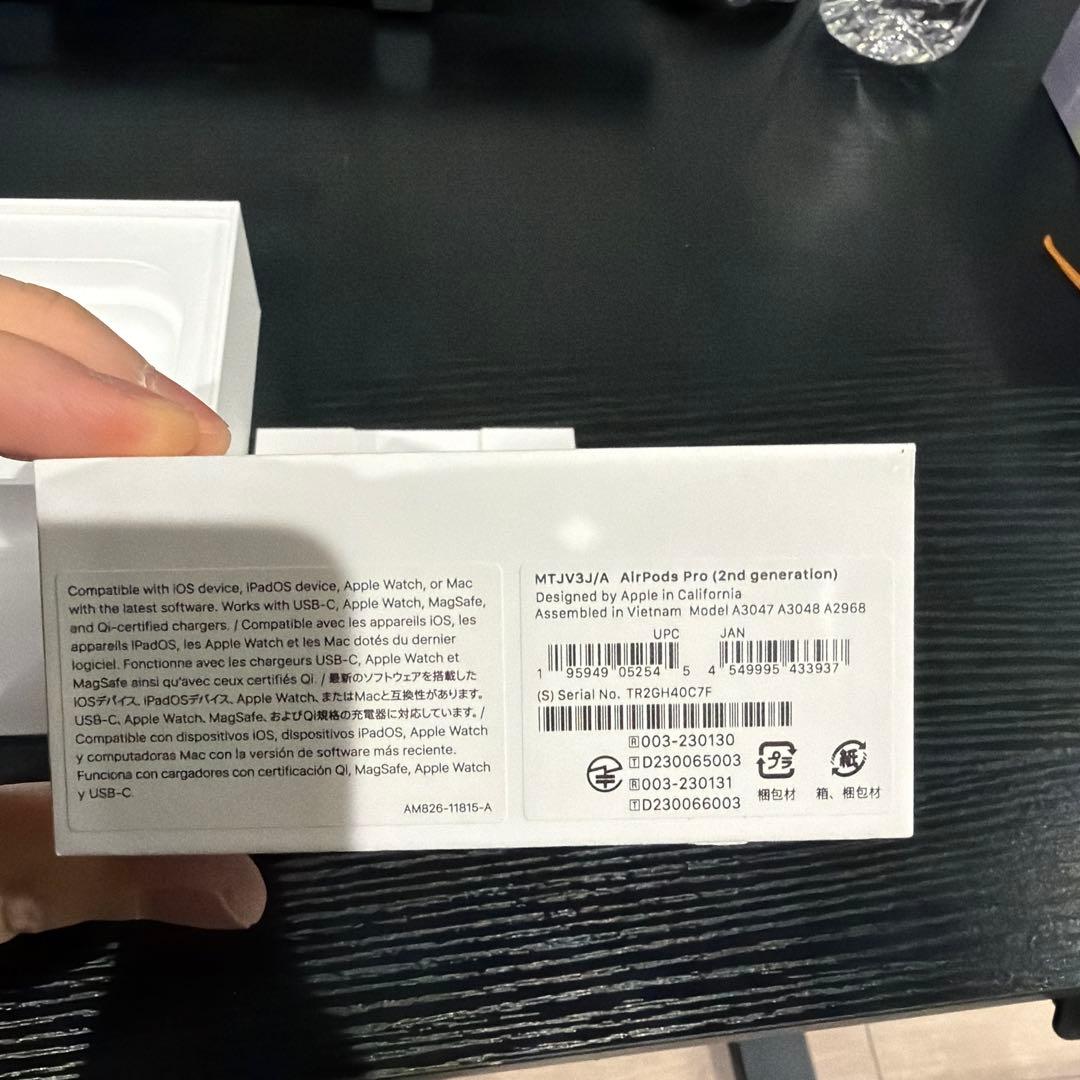 Compatible with iOS device, iPadOS device, Apple Watch, or Mac
with the latest software. Works with USB-C, Apple Watch, MagSafe,
and Qi-certified chargers. / Compatible avec les appareils iOS, les
appareils iPadOS, les Apple Watch et les Mac dotés du dernier
logiciel. Fonctionne avec les chargeurs USB-C, Apple Watch et
MagSafe ainsi qu'avec ceux certifiés Qi. / 最新のソフトウェアを搭載した
iOSデバイス、iPadOSデバイス、Apple Watch、またはMacと互換性があります。
USB-C、Apple Watch、MagSafe、およびQi規格の充電器に対応しています。/
Compatible con dispositivos iOS, dispositivos iPadOS, Apple Watch
y computadoras Mac con la versión de software más reciente.
Funciona con cargadores con certificación Qi, MagSafe, Apple Watch
y USB-C.
AM826-11815-A
MTJV3J/A AirPods Pro (2nd generation)
Designed by Apple in California
Assembled in Vietnam Model A3047 A3048 A2968
UPC JAN
1 95949 05254 5 4 549995 433937
(S) Serial No. TR2GH40C7F
R 003-230130
T D230065003
R 003-230131
T D230066003
プラ
梱包材
紙
箱、梱包材